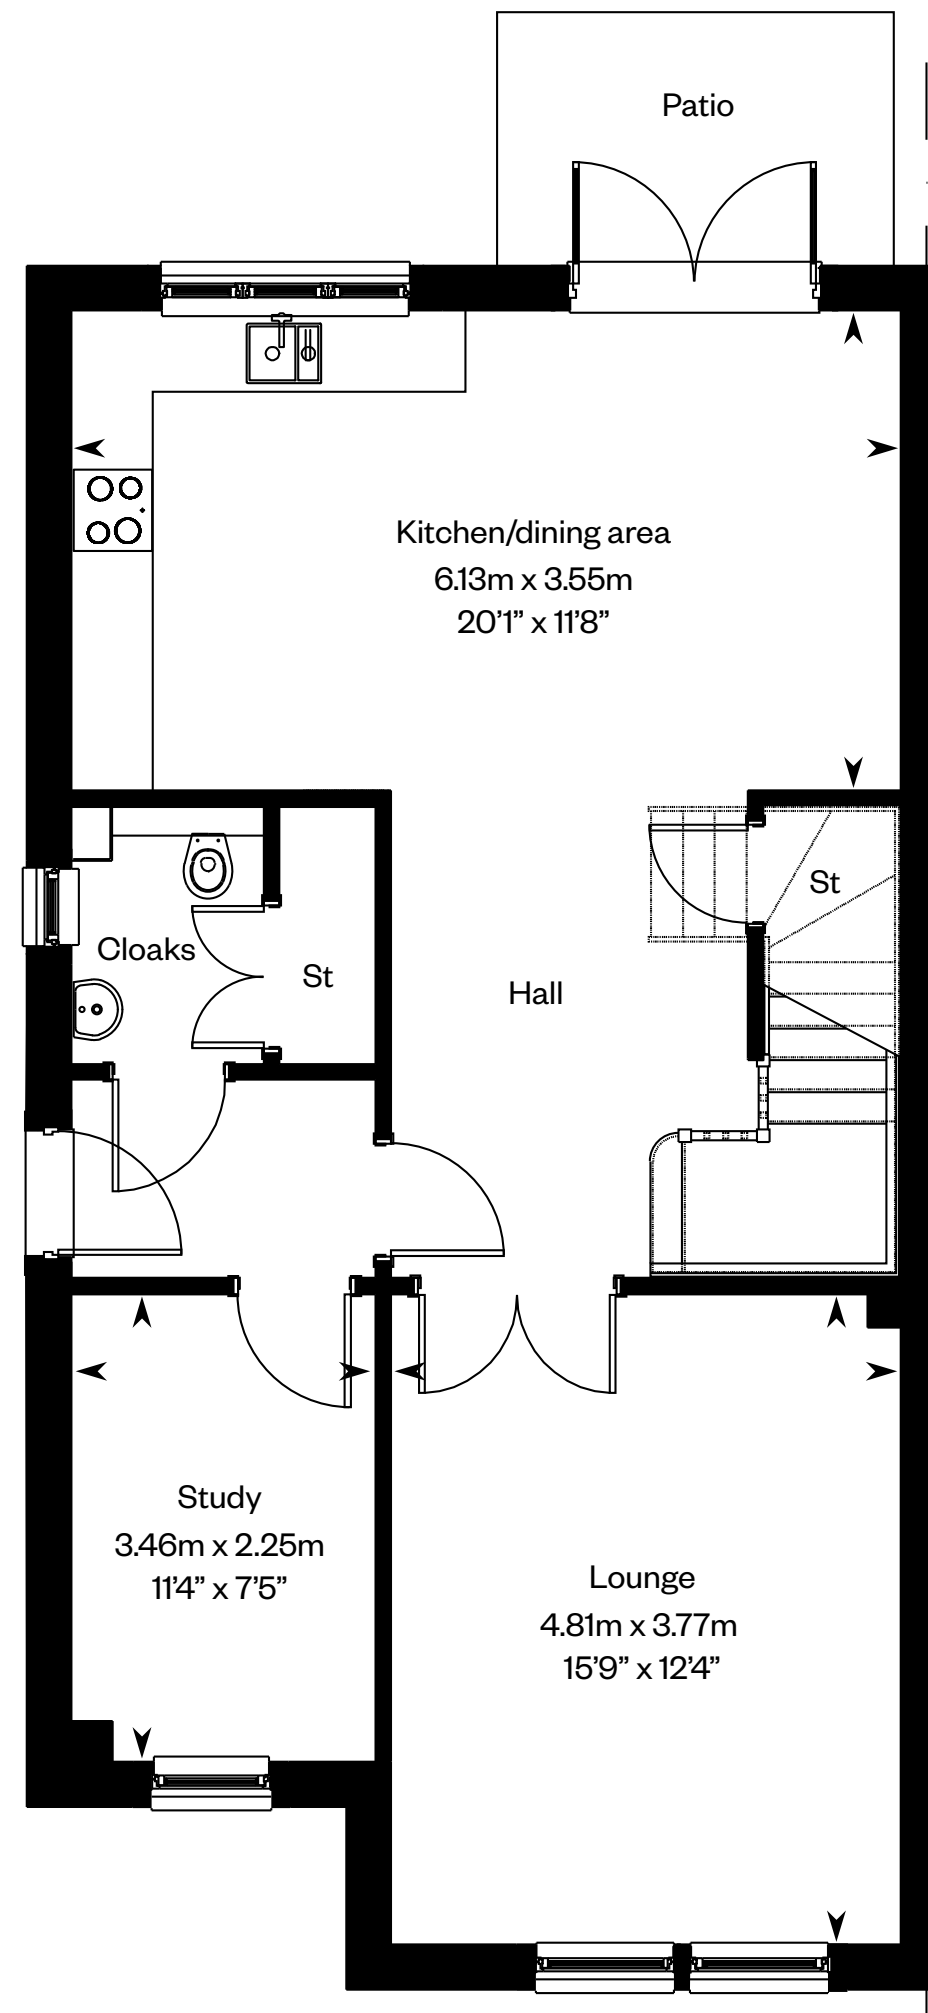 Patio
Kitchen/dining area
6.13m x 3.55m
20’1” x 11’8”
St
Cloaks
St
Hall
Study
3.46m x 2.25m
11’4” x 7’5”
Lounge
4.81m x 3.77m
15’9” x 12’4”